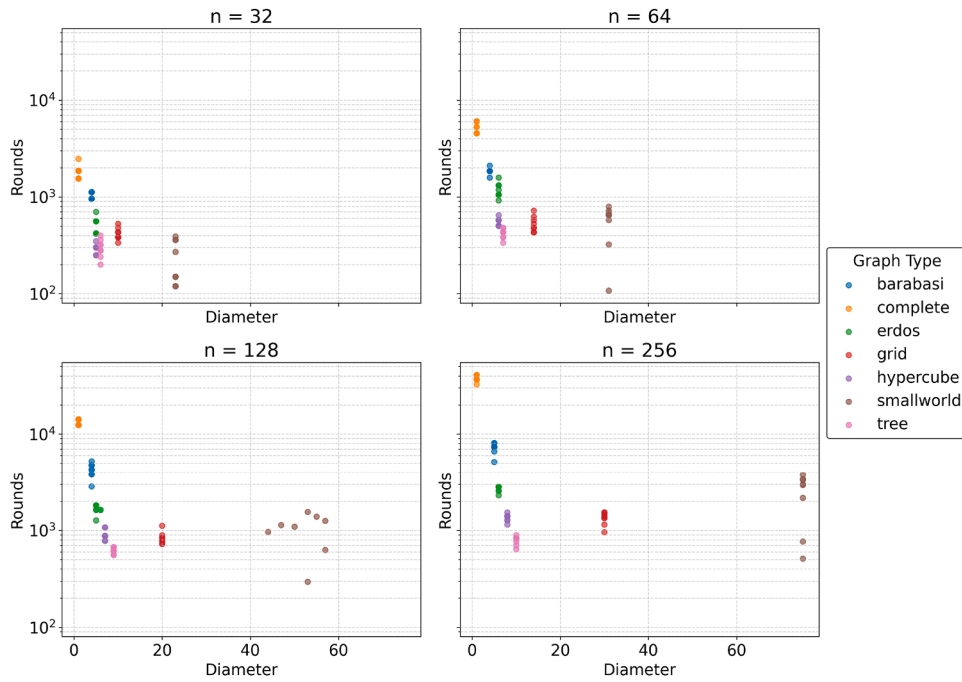 n = 32
n = 64
Rounds
10^4
10^3
10^2
Diameter
Rounds
Diameter
n = 128
n = 256
Rounds
10^4
10^3
10^2
0
20
40
60
Diameter
Rounds
0
20
40
60
Diameter
Graph Type
barabasi
complete
erdos
grid
hypercube
smallworld
tree